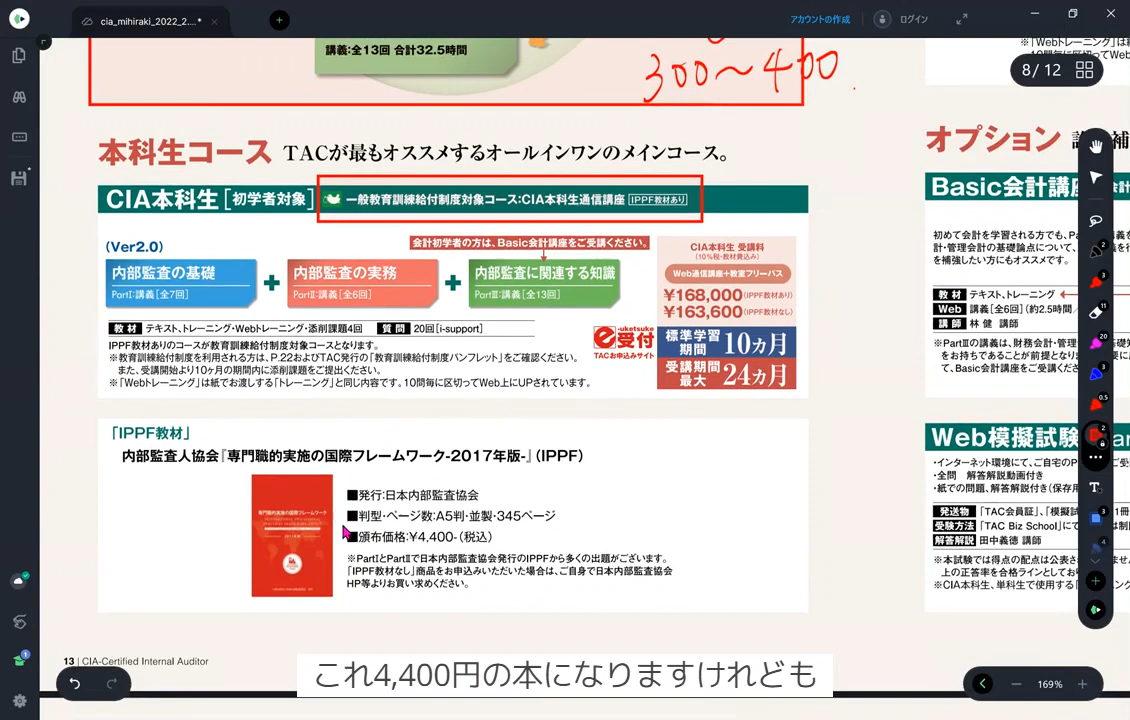 cia_mihiraki_2022_2....*
アカウントの作成
ログイン
講義:全13回 合計32.5時間
300〜400
※「Webトレーニング」は
8/12
本科生コース TACが最もオススメするオールインワンのメインコース。
CIA本科生[初学者対象] 一般教育訓練給付制度対象コース:CIA本科生通信講座 IPPF教材あり
(Ver2.0)
会計初学者の方は、Basic会計講座をご受講ください。
内部監査の基礎
PartⅠ:講義[全7回]
+
内部監査の実務
PartⅡ:講義[全6回]
+
内部監査に関連する知識
PartⅢ:講義[全13回]
CIA本科生 受講料
(10%税・教材費込み)
Web通信講座+教室フリーパス
¥168,000(IPPF教材あり)
¥163,600(IPPF教材なし)
標準学習期間 10ヵ月
受講期間最大 24ヵ月
教材 テキスト、トレーニング・Webトレーニング・添削課題4回 質問 20回[i-support]
IPPF教材ありのコースが教育訓練給付制度対象コースとなります。
※教育訓練給付制度を利用される方は、P.22およびTAC発行の「教育訓練給付制度パンフレット」をご確認ください。
また、受講開始より10ヶ月の期間内に添削課題をご提出ください。
※「Webトレーニング」は紙でお渡しする「トレーニング」と同じ内容です。10問毎に区切ってWeb上にUPされています。
e-uketsuke
e受付
TACお申込みサイト
「IPPF教材」
内部監査人協会『専門職的実施の国際フレームワーク-2017年版-』(IPPF)
専門職的実施の国際フレームワーク
■発行:日本内部監査協会
■判型・ページ数:A5判・並製・345ページ
■頒布価格:¥4,400-(税込)
※PartⅠとPartⅡで日本内部監査協会発行のIPPFから多くの出題がございます。
「IPPF教材なし」商品をお申込みいただいた場合は、ご自身で日本内部監査協会
HP等よりお買い求めください。
13 | CIA-Certified Internal Auditor
オプション
Basic会計講座
初めて会計を学習される方でも、
計・管理会計の基礎論点について、
を補強したい方にもオススメです。
教材 テキスト、トレーニング
Web 講義[全6回](約2.5時間/
講師 林 健 講師
※PartⅢの講義は、財務会計・管理
をお持ちであることが前提となりま
て、Basic会計講座をご受講くださ
Web模擬試験
・インターネット環境にて、ご自宅の
・全問 解答解説動画付き
・紙での問題、解答解説付き(保存用
発送物 「TAC会員証」、「模擬試
受験方法 「TAC Biz School」にて
解答解説 田中義徳 講師
※本試験では得点の配点は公表さ
上の正答率を合格ラインとしてお
※CIA本科生、単科生で使用する
169%
これ4,400円の本になりますけれども